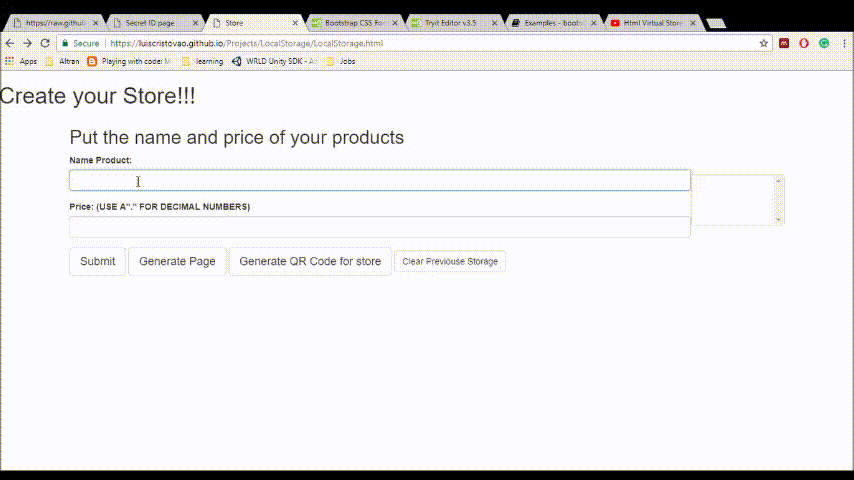 https://raw.github
Secret ID page
Store
Bootstrap CSS For
Tryit Editor v3.5
Examples - boots
Html Virtual Store
Secure
https://luiscristovao.github.io/Projects/LocalStorage/LocalStorage.html
Apps
Altran
Playing with code: M
learning
WRLD Unity SDK - A
Jobs
Create your Store!!!
Put the name and price of your products
Name Product:
Price: (USE A"." FOR DECIMAL NUMBERS)
Submit
Generate Page
Generate QR Code for store
Clear Previouse Storage